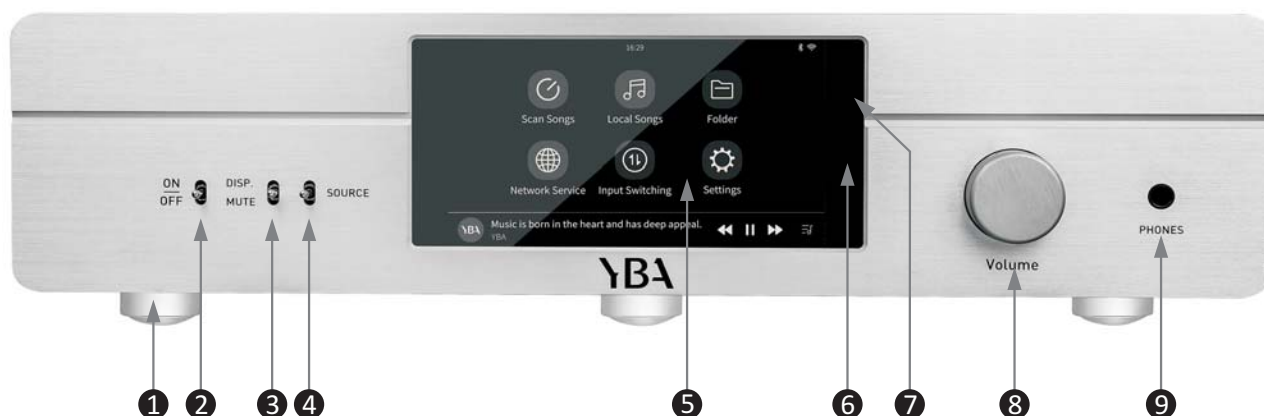 16:29
Scan Songs
Local Songs
Folder
Network Service
Input Switching
Settings
YBA
Music is born in the heart and has deep appeal.
YBA
ON
OFF
DISP.
MUTE
SOURCE
YBA
Volume
PHONES
1 2 3 4 5 6 7 8 9